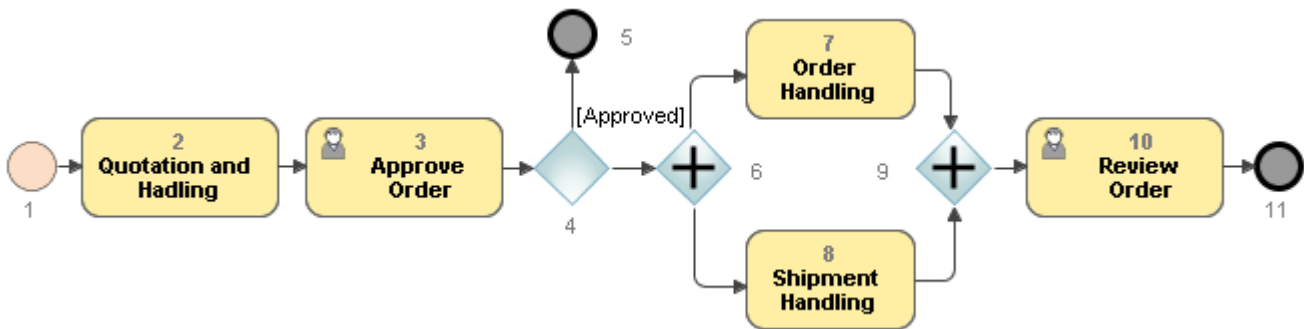 1
2
Quotation and
Hadling
3
Approve
Order
4
5
[Approved]
6
7
Order
Handling
8
Shipment
Handling
9
10
Review
Order
11